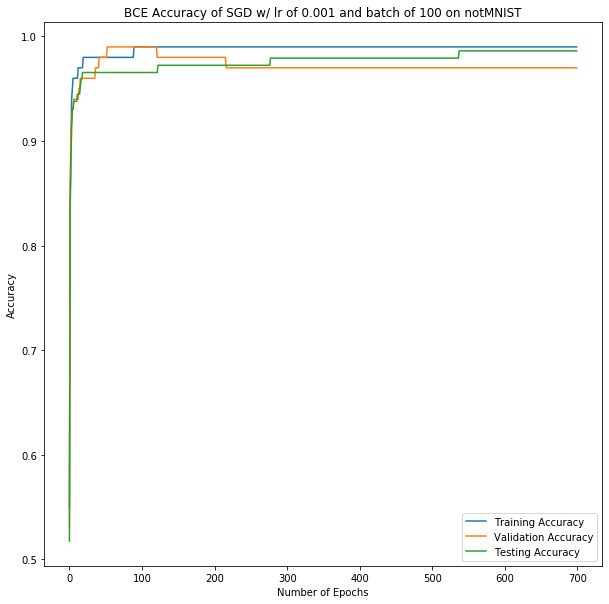 BCE Accuracy of SGD w/ lr of 0.001 and batch of 100 on notMNIST
1.0
0.9
0.8
0.7
0.6
0.5
Accuracy
0 100 200 300 400 500 600 700
Number of Epochs
Training Accuracy
Validation Accuracy
Testing Accuracy